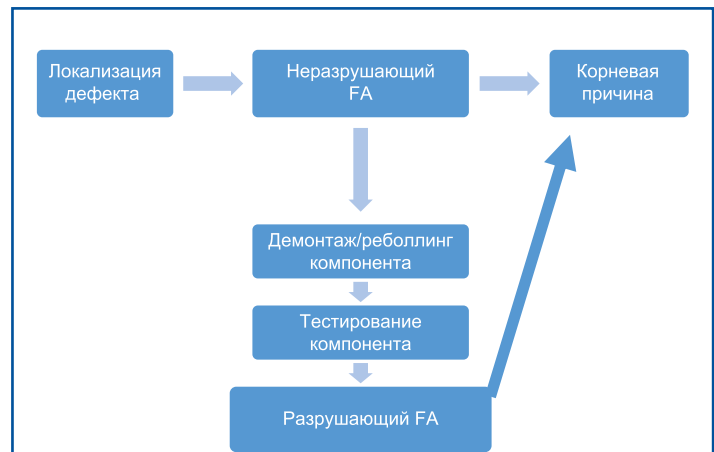 Локализация
дефекта
Неразрушающий
FA
Корневая
причина
Демонтаж/реболлинг
компонента
Тестирование
компонента
Разрушающий FA